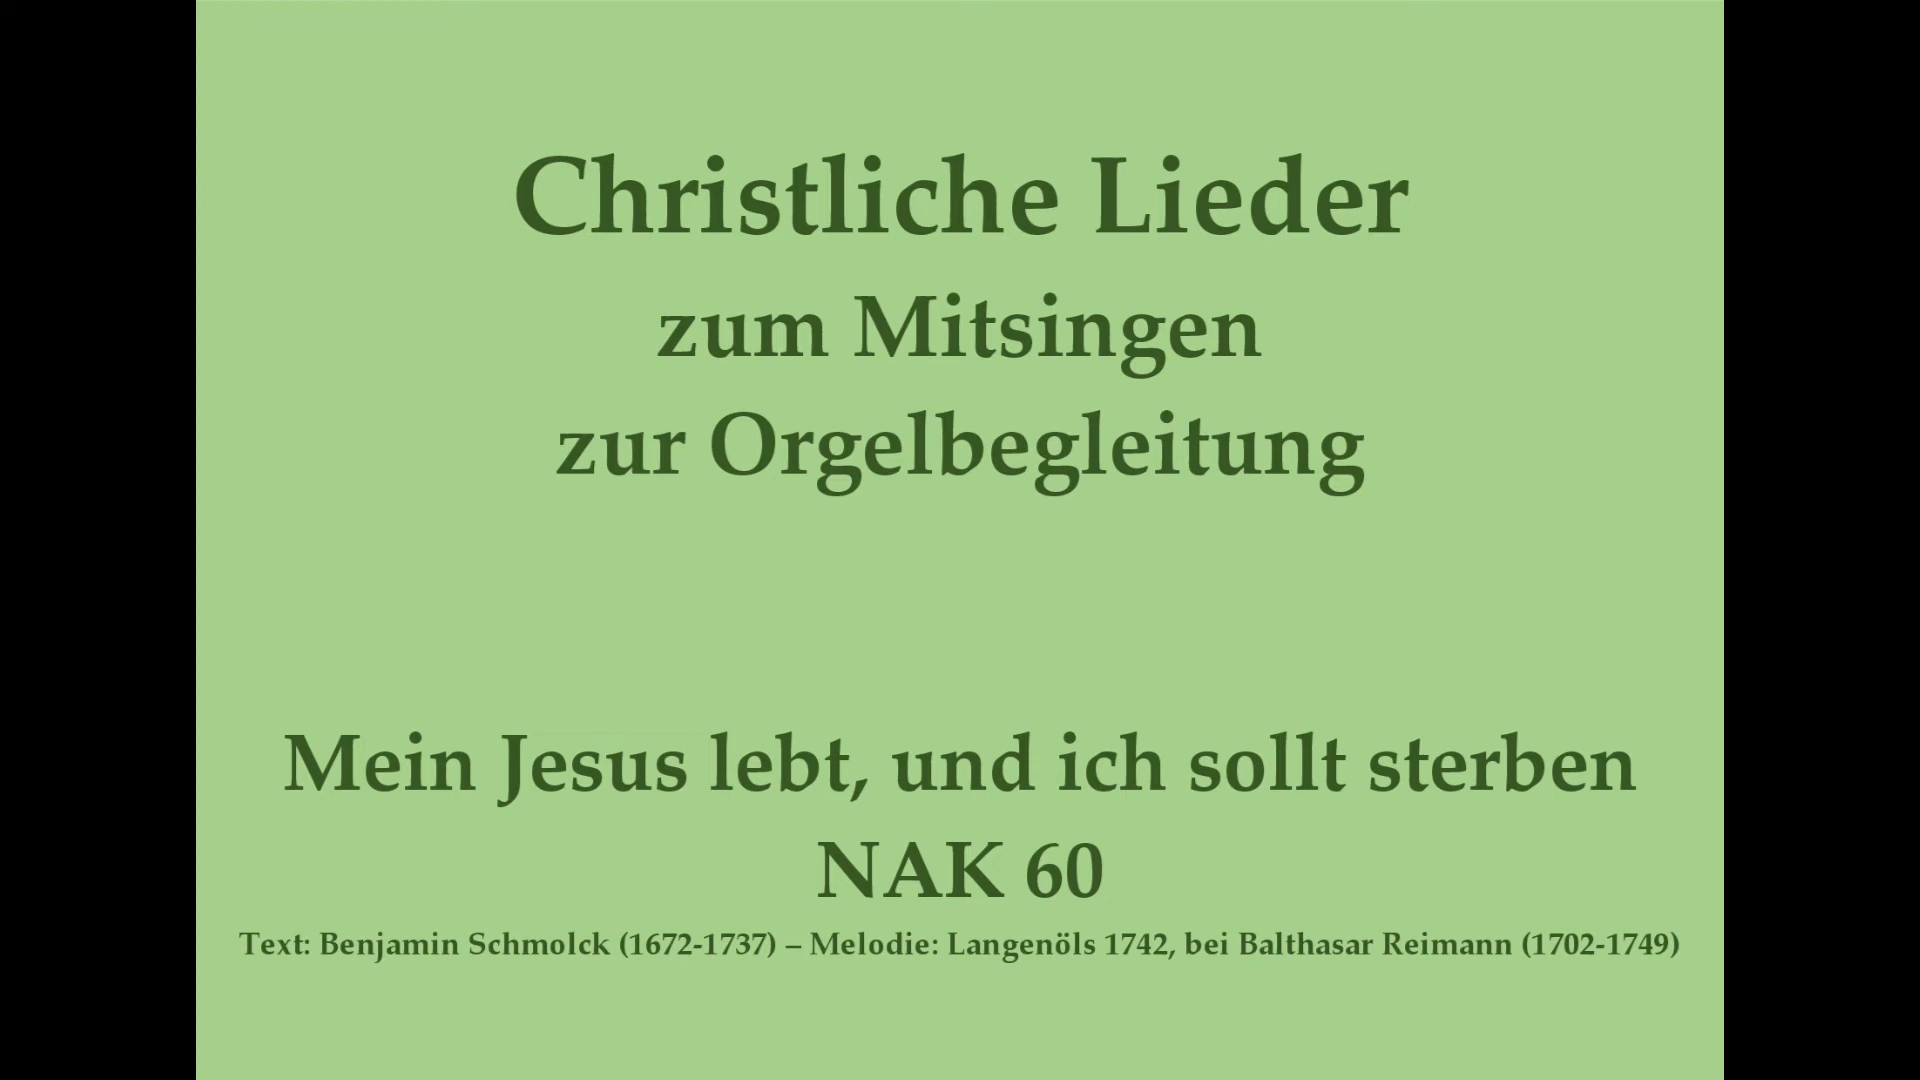 Christliche Lieder
zum Mitsingen
zur Orgelbegleitung
Mein Jesus lebt, und ich sollt sterben
NAK 60
Text: Benjamin Schmolck (1672-1737) – Melodie: Langenöls 1742, bei Balthasar Reimann (1702-1749)